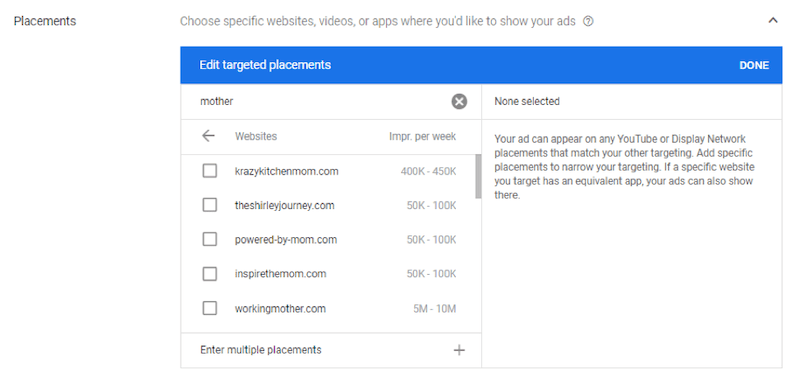 Placements
Choose specific websites, videos, or apps where you'd like to show your ads
Edit targeted placements
DONE
mother
None selected
Websites
Impr. per week
Your ad can appear on any YouTube or Display Network
placements that match your other targeting. Add specific
placements to narrow your targeting. If a specific website
you target has an equivalent app, your ads can also show
there.
krazykitchenmom.com
400K - 450K
theshirleyjourney.com
50K - 100K
powered-by-mom.com
50K - 100K
inspirethemom.com
50K - 100K
workingmother.com
5M - 10M
Enter multiple placements